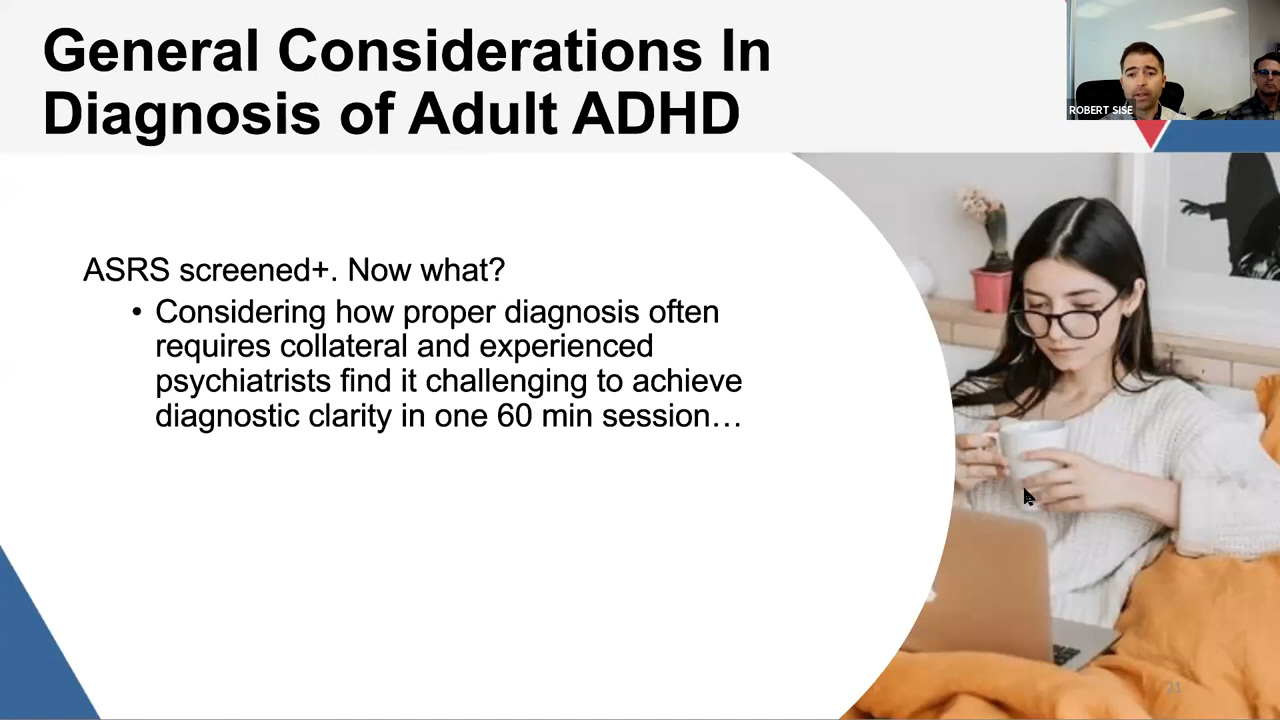 General Considerations In
Diagnosis of Adult ADHD
ROBERT SISE
ASRS screened+. Now what?
• Considering how proper diagnosis often
requires collateral and experienced
psychiatrists find it challenging to achieve
diagnostic clarity in one 60 min session…
21